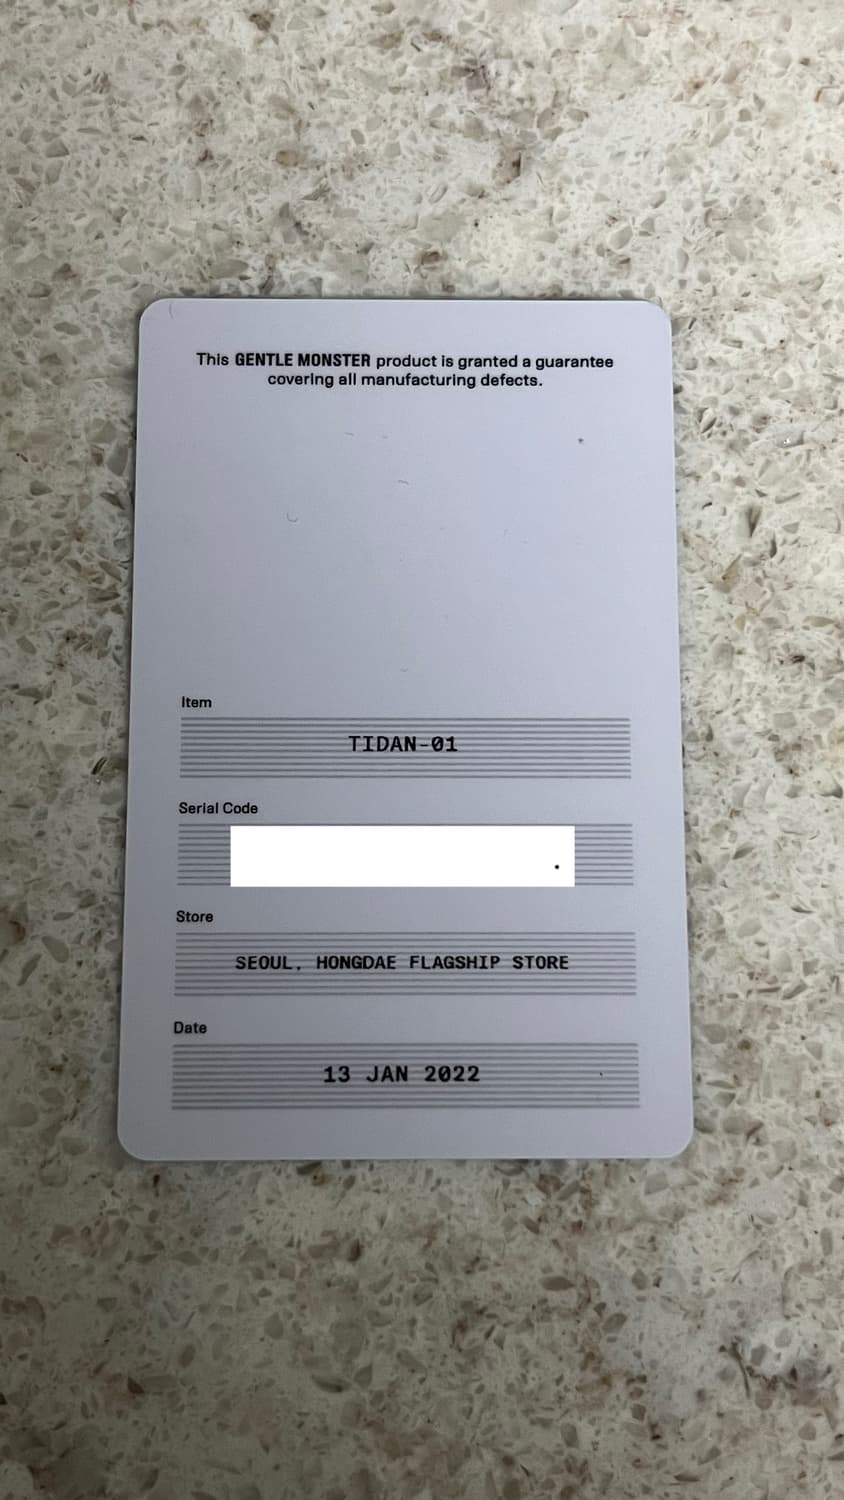 This GENTLE MONSTER product is granted a guarantee
covering all manufacturing defects.
Item
TIDAN-01
Serial Code
Store
SEOUL, HONGDAE FLAGSHIP STORE
Date
13 JAN 2022